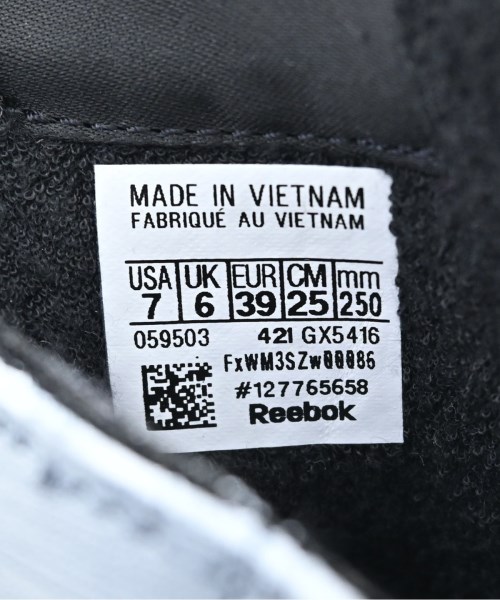 MADE IN VIETNAM
FABRIQUÉ AU VIETNAM
USA UK EUR CM mm
7 6 39 25 250
059503 421 GX5416
FxWM3SZw00086
#127765658
Reebok